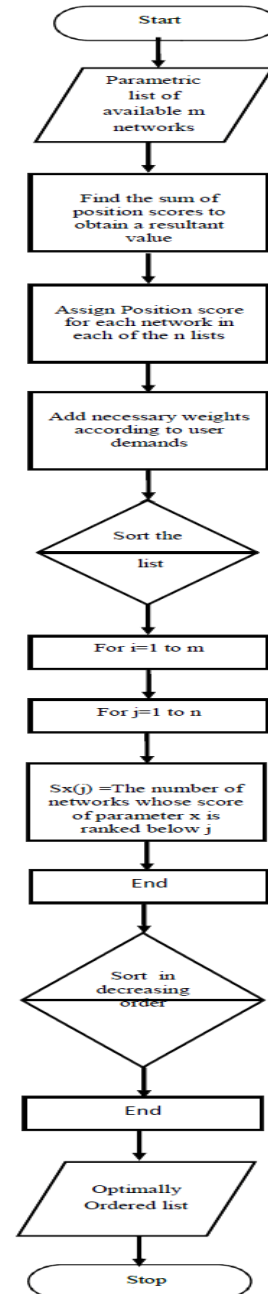 Start
Parametric
list of
available m
networks
Find the sum of
position scores to
obtain a resultant
value
Assign Position score
for each network in
each of the n lists
Add necessary weights
according to user
demands
Sort the
list
For i=1 to m
For j=1 to n
Sx(j) =The number of
networks whose score
of parameter x is
ranked below j
End
Sort in
decreasing
order
End
Optimally
Ordered list
Stop